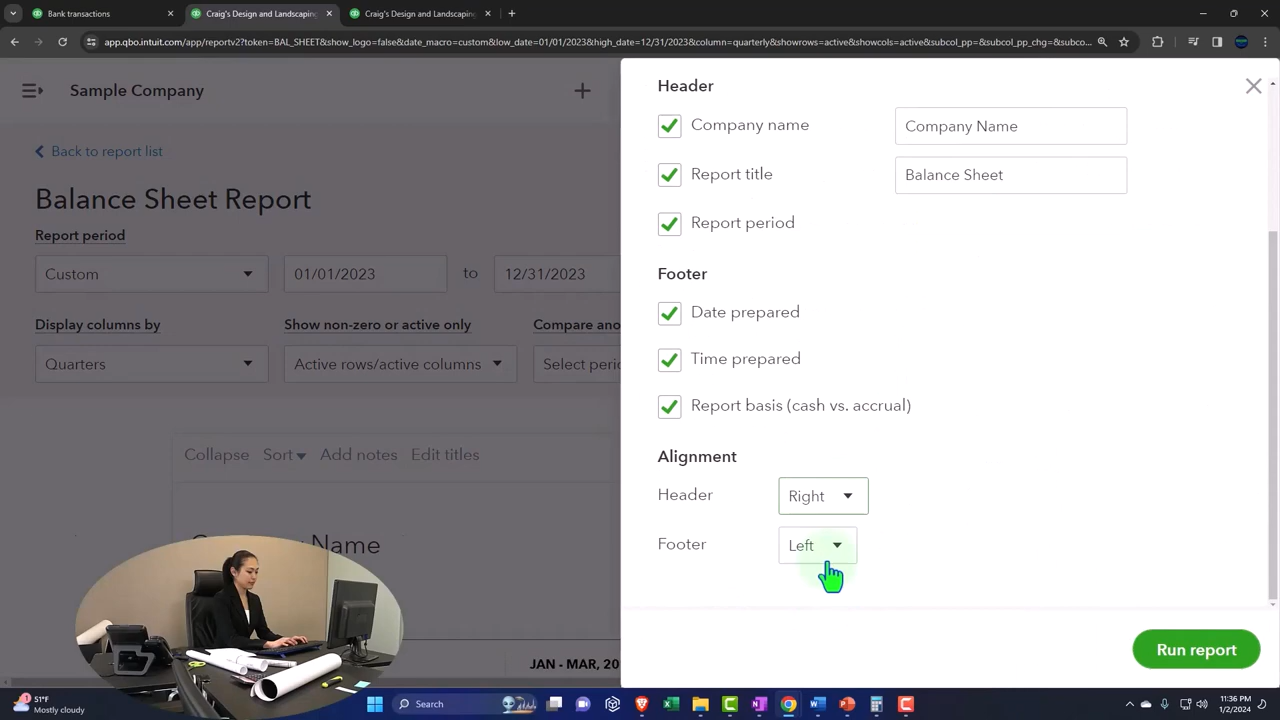 Bank transactions
Craig's Design and Landscaping
Craig's Design and Landscaping
app.qbo.intuit.com/app/reportv2?token=BAL_SHEET&show_logo=false&date_macro=custom&low_date=01/01/2023&high_date=12/31/2023&column=quarterly&showrows=active&showcols=active&subcol_pp=&subcol_pp_chg=&subco...
Sample Company
Back to report list
Balance Sheet Report
Report period
Custom
01/01/2023
to
12/31/2023
Display columns by
Show non-zero or active only
Compare ano
Quarters
Active rows/active columns
Select perio
Collapse
Sort
Add notes
Edit titles
Name
JAN - MAR, 20
Header
Company name
Company Name
Report title
Balance Sheet
Report period
Footer
Date prepared
Time prepared
Report basis (cash vs. accrual)
Alignment
Header
Right
Footer
Left
Run report
51°F
Mostly cloudy
Search
11:36 PM
1/2/2024